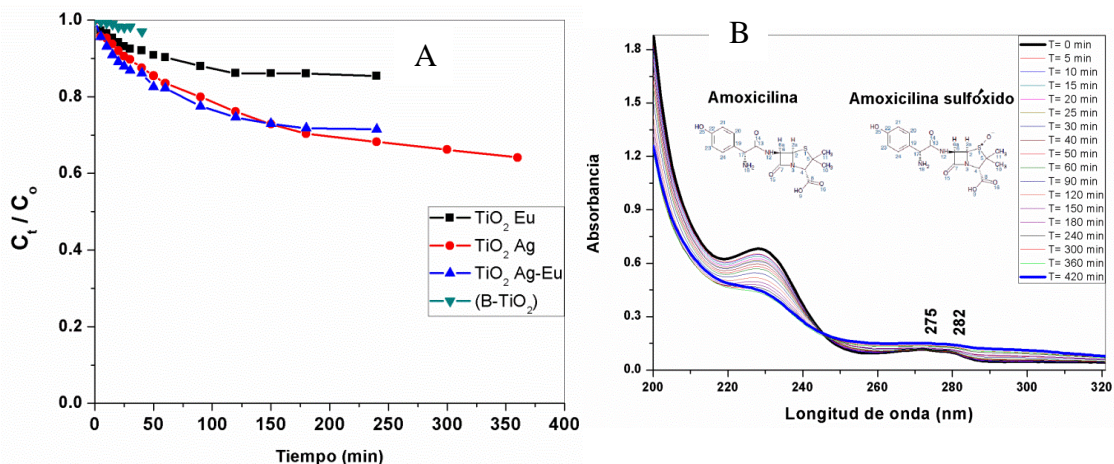 A
C_t / C_o
1.0
0.8
0.6
0.4
0.2
0.0
0
50
100
150
200
250
300
350
400
Tiempo (min)
TiO₂ Eu
TiO₂ Ag
TiO₂ Ag-Eu
(B-TiO₂)
B
Absorbancia
1.8
1.5
1.2
0.9
0.6
0.3
0.0
200
220
240
260
280
300
320
Longitud de onda (nm)
Amoxicilina
Amoxicilina sulfóxido
275
282
T= 0 min
T= 5 min
T= 10 min
T= 15 min
T= 20 min
T= 25 min
T= 30 min
T= 40 min
T= 50 min
T= 60 min
T= 90 min
T= 120 min
T= 150 min
T= 180 min
T= 240 min
T= 300 min
T= 360 min
T= 420 min